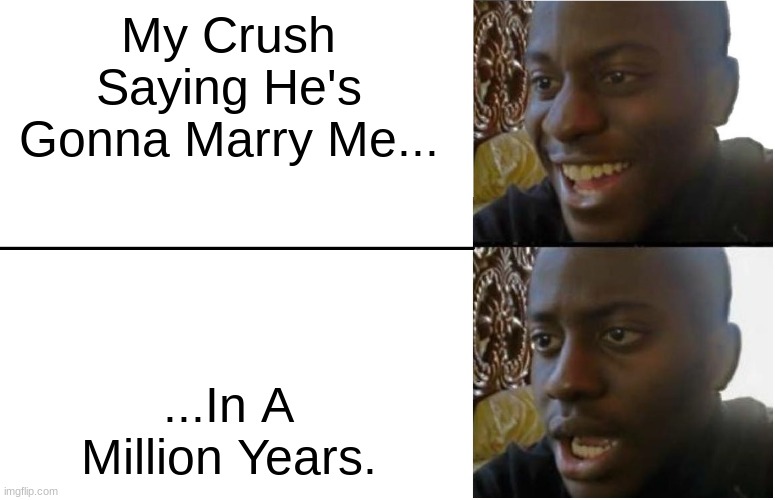 My Crush
Saying He's
Gonna Marry Me...
...In A
Million Years.
imgflip.com